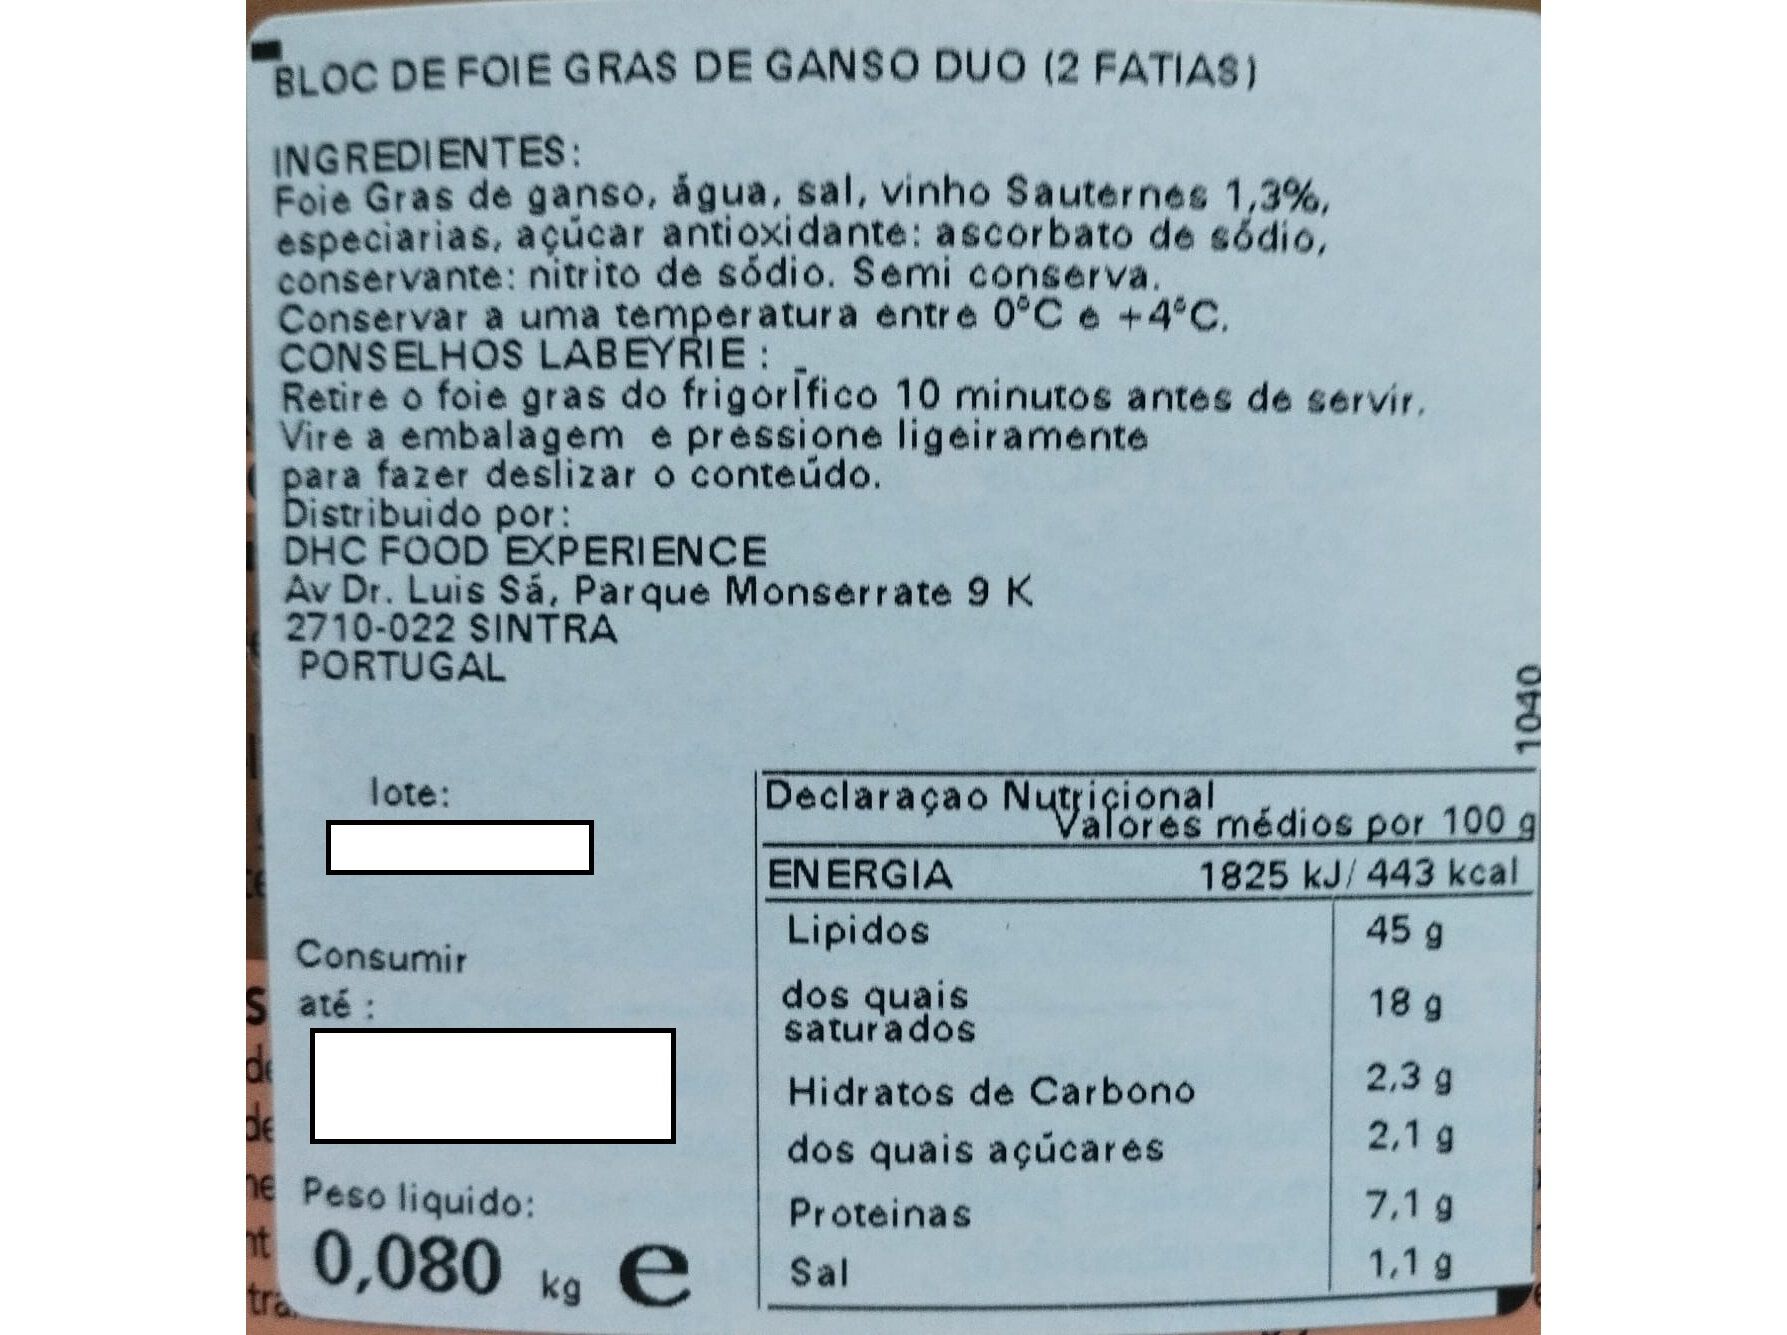 BLOC DE FOIE GRAS DE GANSO DUO (2 FATIAS)
INGREDIENTES:
Foie Gras de ganso, água, sal, vinho Sauternes 1,3%,
especiarias, açúcar antioxidante: ascorbato de sódio,
conservante: nitrito de sódio. Semi conserva.
Conservar a uma temperatura entre 0°C e +4°C.
CONSELHOS LABEYRIE :
Retire o foie gras do frigorÍfico 10 minutos antes de servir.
Vire a embalagem e pressione ligeiramente
para fazer deslizar o conteúdo.
Distribuido por:
DHC FOOD EXPERIENCE
Av Dr. Luis Sá, Parque Monserrate 9 K
2710-022 SINTRA
PORTUGAL
1040
lote:
Consumir
até :
Peso liquido:
0,080 kg e
Declaraçao Nutricional
Valores médios por 100 g
ENERGIA 1825 kJ/ 443 kcal
Lipidos 45 g
dos quais
saturados 18 g
Hidratos de Carbono 2,3 g
dos quais açúcares 2,1 g
Proteinas 7,1 g
Sal 1,1 g